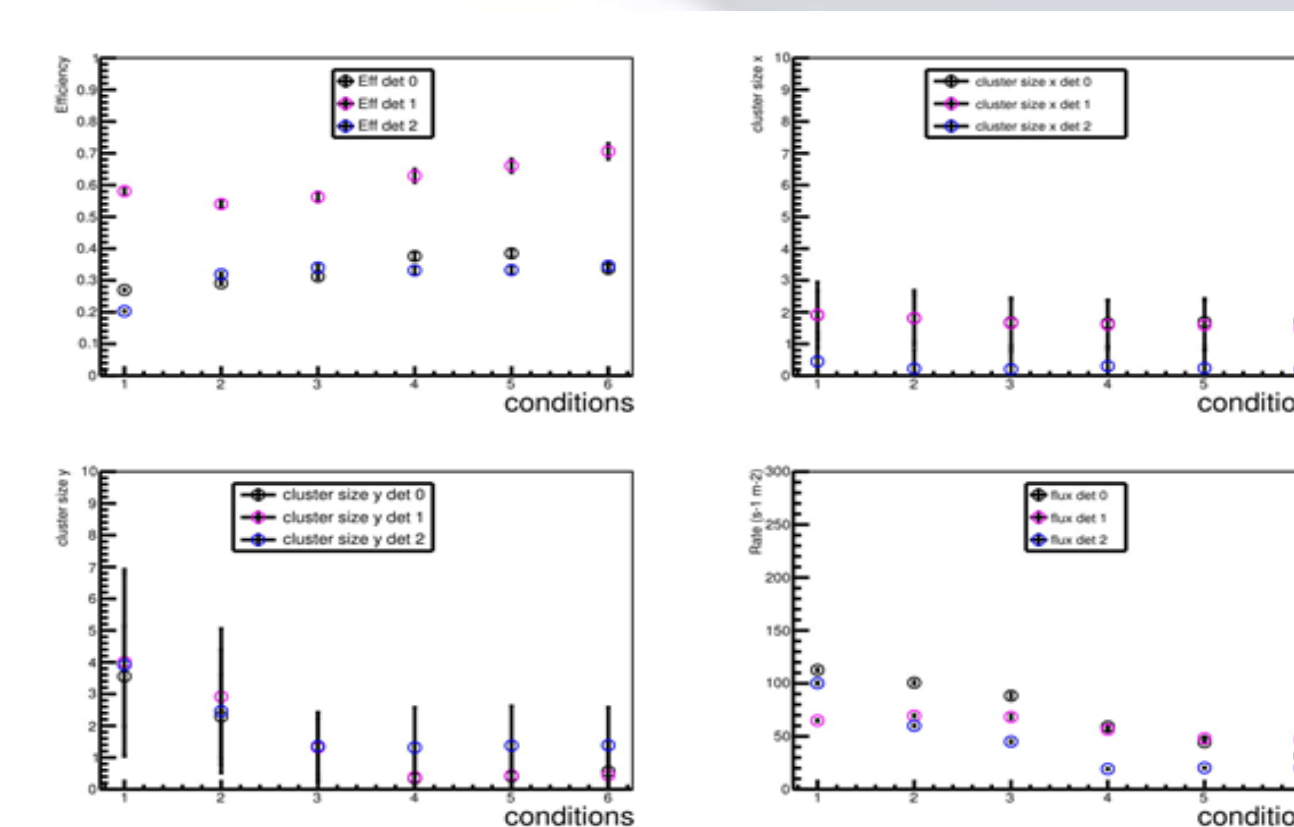 Efficiency
1
0.9
0.8
0.7
0.6
0.5
0.4
0.3
0.2
0.1
0
Eff det 0
Eff det 1
Eff det 2
1 2 3 4 5 6
conditions
cluster size x
10
9
8
7
6
5
4
3
2
1
0
cluster size x det 0
cluster size x det 1
cluster size x det 2
1 2 3 4 5
conditio
cluster size y
10
9
8
7
6
5
4
3
2
1
0
cluster size y det 0
cluster size y det 1
cluster size y det 2
1 2 3 4 5 6
conditions
Rate (s-1 m-2)
300
250
200
150
100
50
0
flux det 0
flux det 1
flux det 2
1 2 3 4 5
conditio